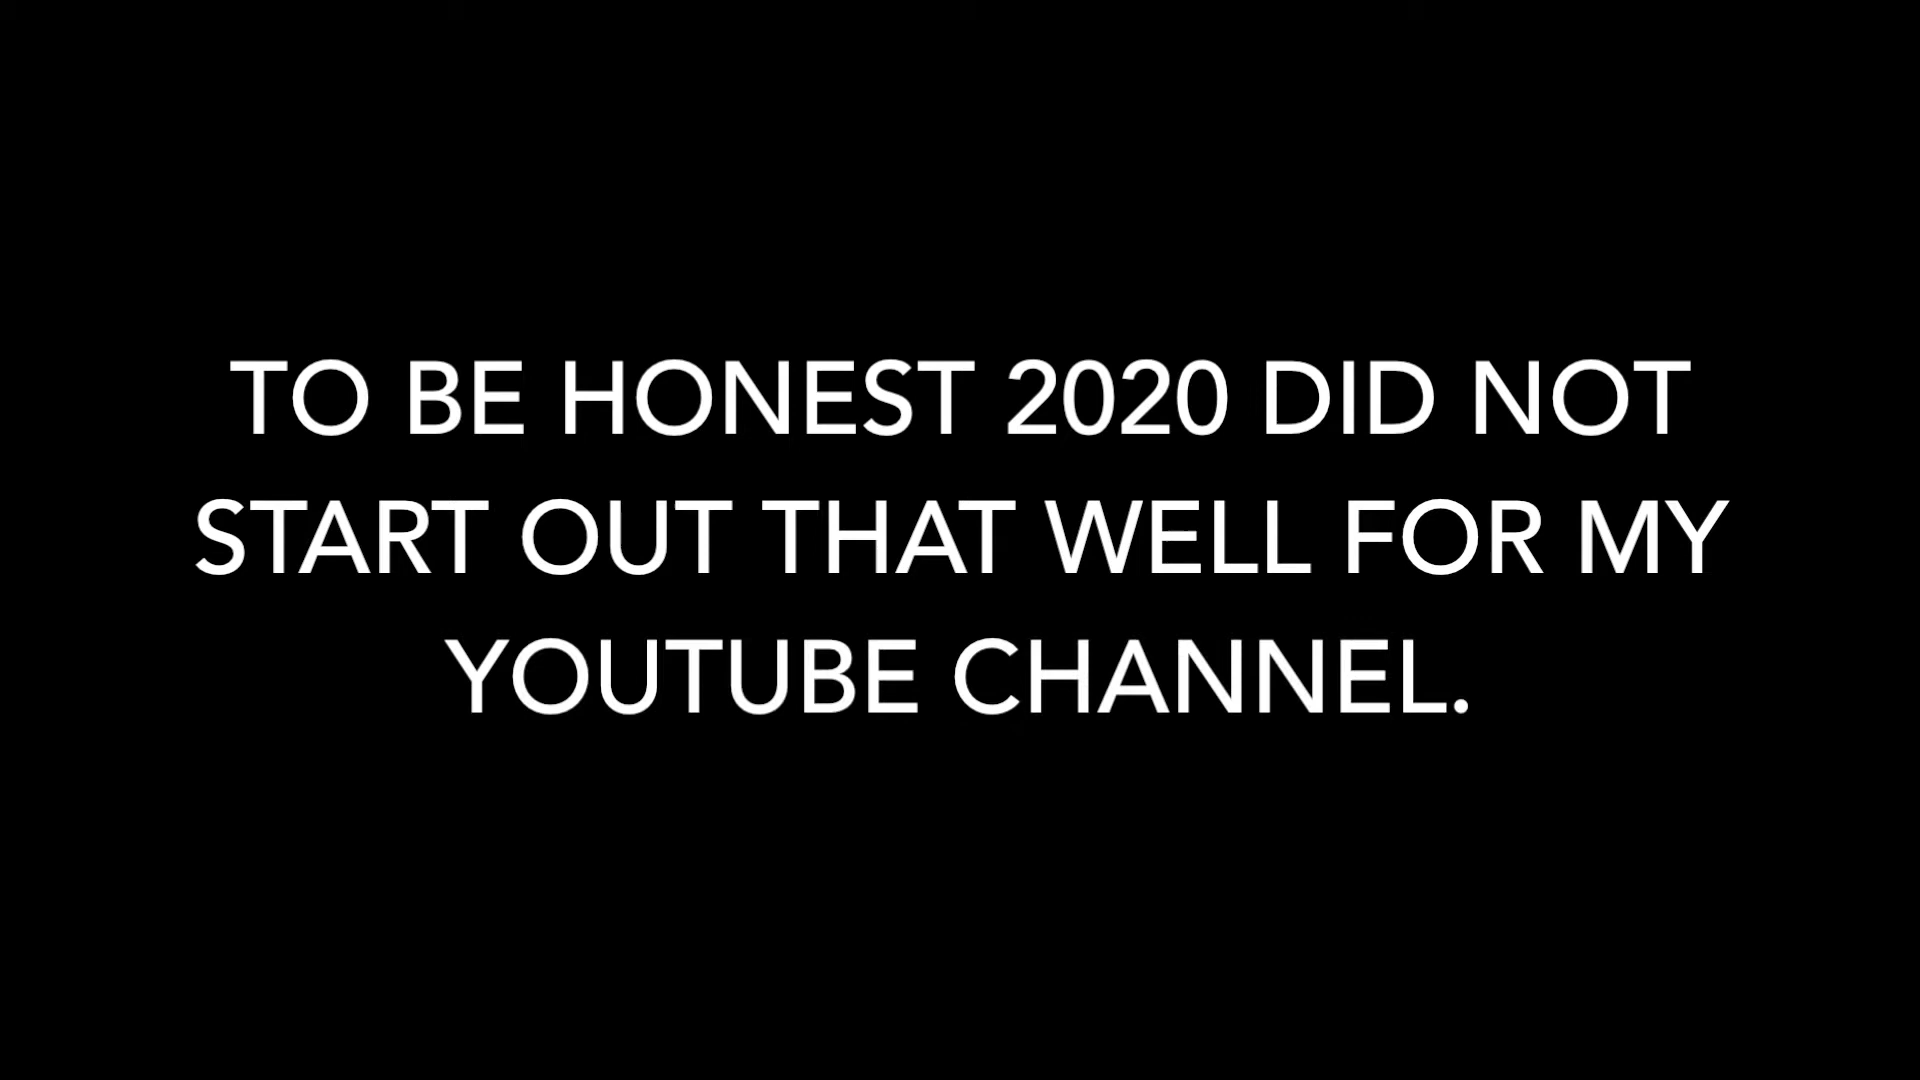 TO BE HONEST 2020 DID NOT
START OUT THAT WELL FOR MY
YOUTUBE CHANNEL.